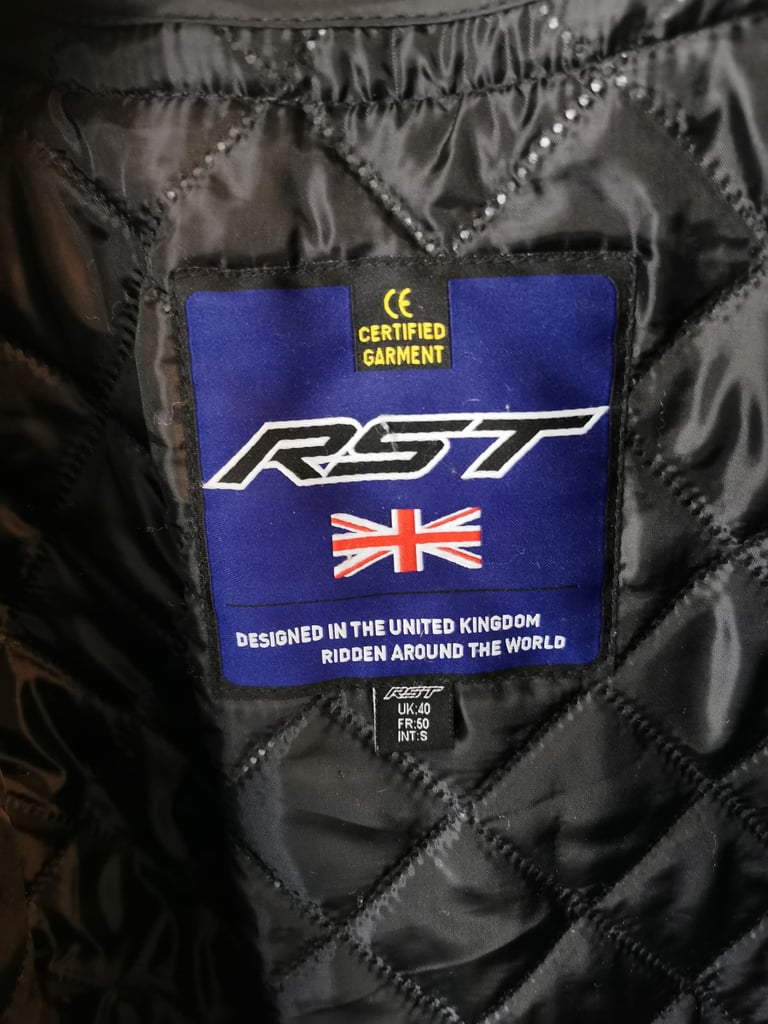 CE
CERTIFIED
GARMENT
RST
DESIGNED IN THE UNITED KINGDOM
RIDDEN AROUND THE WORLD
RST
UK:40
FR:50
INT:S